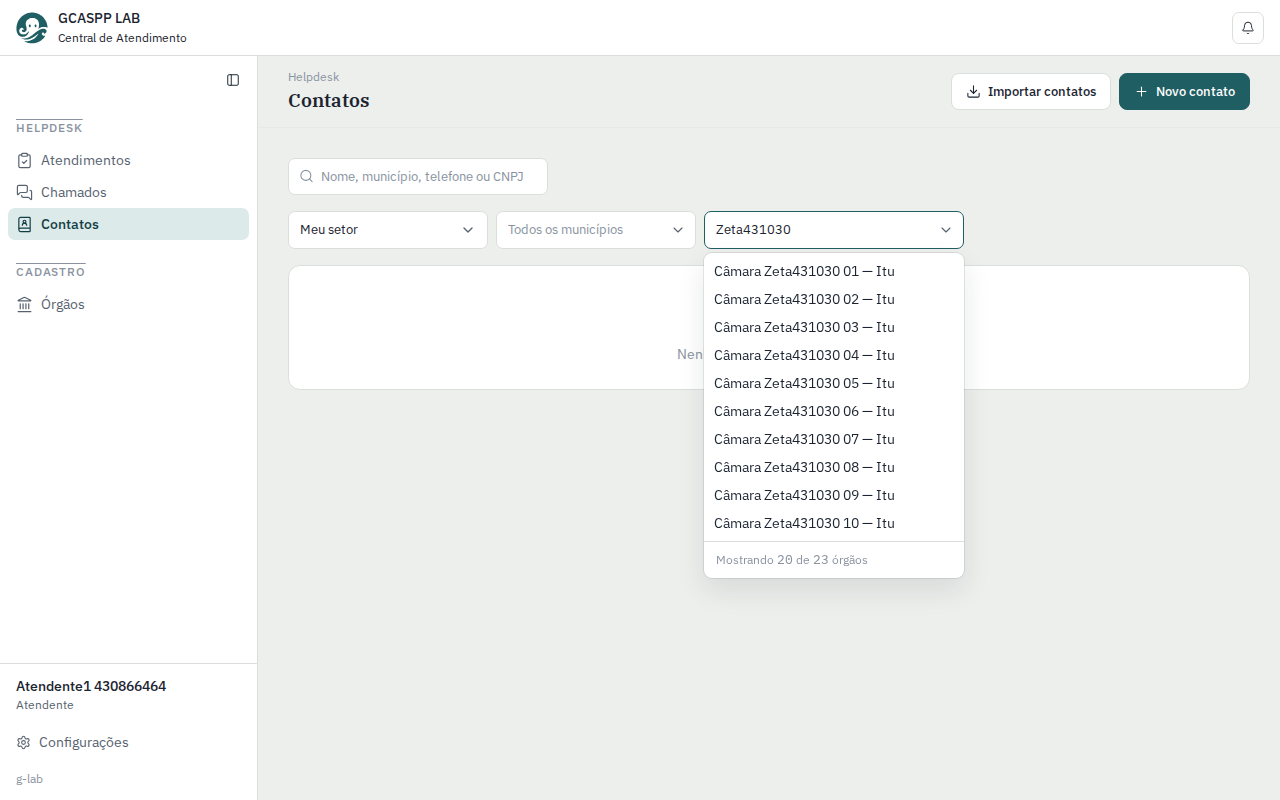 GCASPP LAB
Central de Atendimento
HELPDESK
Atendimentos
Chamados
Contatos
CADASTRO
Órgãos
Atendente1 430866464
Atendente
Configurações
g-lab
Helpdesk
Contatos
Importar contatos
Novo contato
Nome, município, telefone ou CNPJ
Meu setor
Todos os municípios
Zeta431030
Câmara Zeta431030 01 — Itu
Câmara Zeta431030 02 — Itu
Câmara Zeta431030 03 — Itu
Câmara Zeta431030 04 — Itu
Câmara Zeta431030 05 — Itu
Câmara Zeta431030 06 — Itu
Câmara Zeta431030 07 — Itu
Câmara Zeta431030 08 — Itu
Câmara Zeta431030 09 — Itu
Câmara Zeta431030 10 — Itu
Mostrando 20 de 23 órgãos